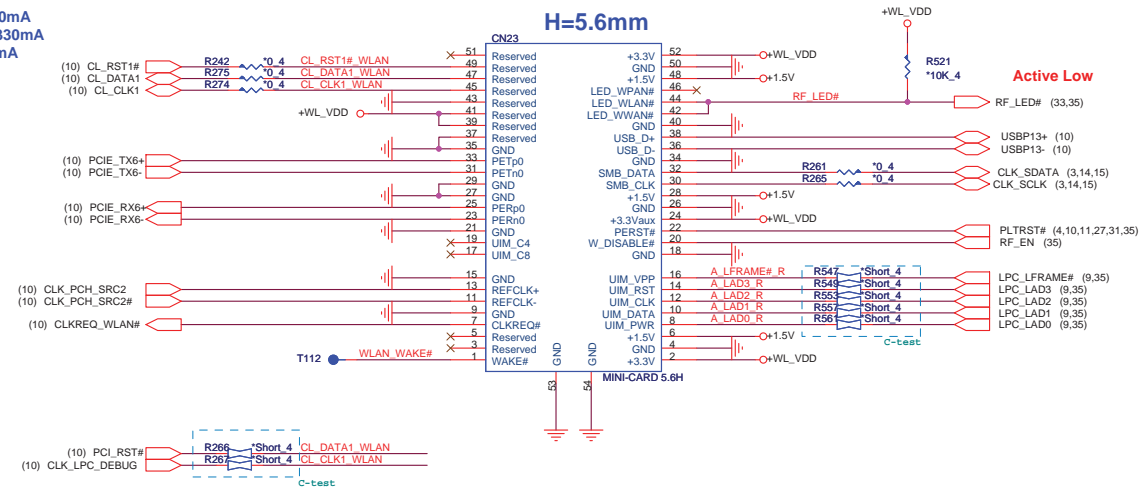 0mA
330mA
mA
H=5.6mm
+WL_VDD
CN23
(10) CL_RST1# R242 *0_4 CL_RST1#_WLAN
(10) CL_DATA1 R275 *0_4 CL_DATA1_WLAN
(10) CL_CLK1 R274 *0_4 CL_CLK1_WLAN
+WL_VDD
(10) PCIE_TX6+
(10) PCIE_TX6-
(10) PCIE_RX6+
(10) PCIE_RX6-
(10) CLK_PCH_SRC2
(10) CLK_PCH_SRC2#
(10) CLKREQ_WLAN#
T112 WLAN_WAKE#
51 Reserved
49 Reserved
47 Reserved
45 Reserved
43 Reserved
41 Reserved
39 Reserved
37 Reserved
35 GND
33 PETp0
31 PETn0
29 GND
27 GND
25 PERp0
23 PERn0
21 GND
19 UIM_C4
17 UIM_C8
15 GND
13 REFCLK+
11 REFCLK-
9 GND
7 CLKREQ#
5 Reserved
3 Reserved
1 WAKE#
+3.3V 52 +WL_VDD
GND 50
+1.5V 48 +1.5V
LED_WPAN# 46
LED_WLAN# 44 RF_LED#
LED_WWAN# 42
GND 40
USB_D+ 38
USB_D- 36
GND 34
SMB_DATA 32 R261 *0_4
SMB_CLK 30 R265 *0_4
+1.5V 28 +1.5V
GND 26
+3.3Vaux 24 +WL_VDD
PERST# 22
W_DISABLE# 20
GND 18
UIM_VPP 16 A_LFRAME#_R R547 *Short_4
UIM_RST 14 A_LAD3_R R549 *Short_4
UIM_CLK 12 A_LAD2_R R553 *Short_4
UIM_DATA 10 A_LAD1_R R557 *Short_4
UIM_PWR 8 A_LAD0_R R561 *Short_4
+1.5V 6 +1.5V
GND 4
+3.3V 2 +WL_VDD
C-test
R521
*10K_4
Active Low
RF_LED# (33,35)
USBP13+ (10)
USBP13- (10)
CLK_SDATA (3,14,15)
CLK_SCLK (3,14,15)
PLTRST# (4,10,11,27,31,35)
RF_EN (35)
LPC_LFRAME# (9,35)
LPC_LAD3 (9,35)
LPC_LAD2 (9,35)
LPC_LAD1 (9,35)
LPC_LAD0 (9,35)
GND
GND
53
54
MINI-CARD 5.6H
(10) PCI_RST# R266 *Short_4 CL_DATA1_WLAN
(10) CLK_LPC_DEBUG R267 *Short_4 CL_CLK1_WLAN
C-test